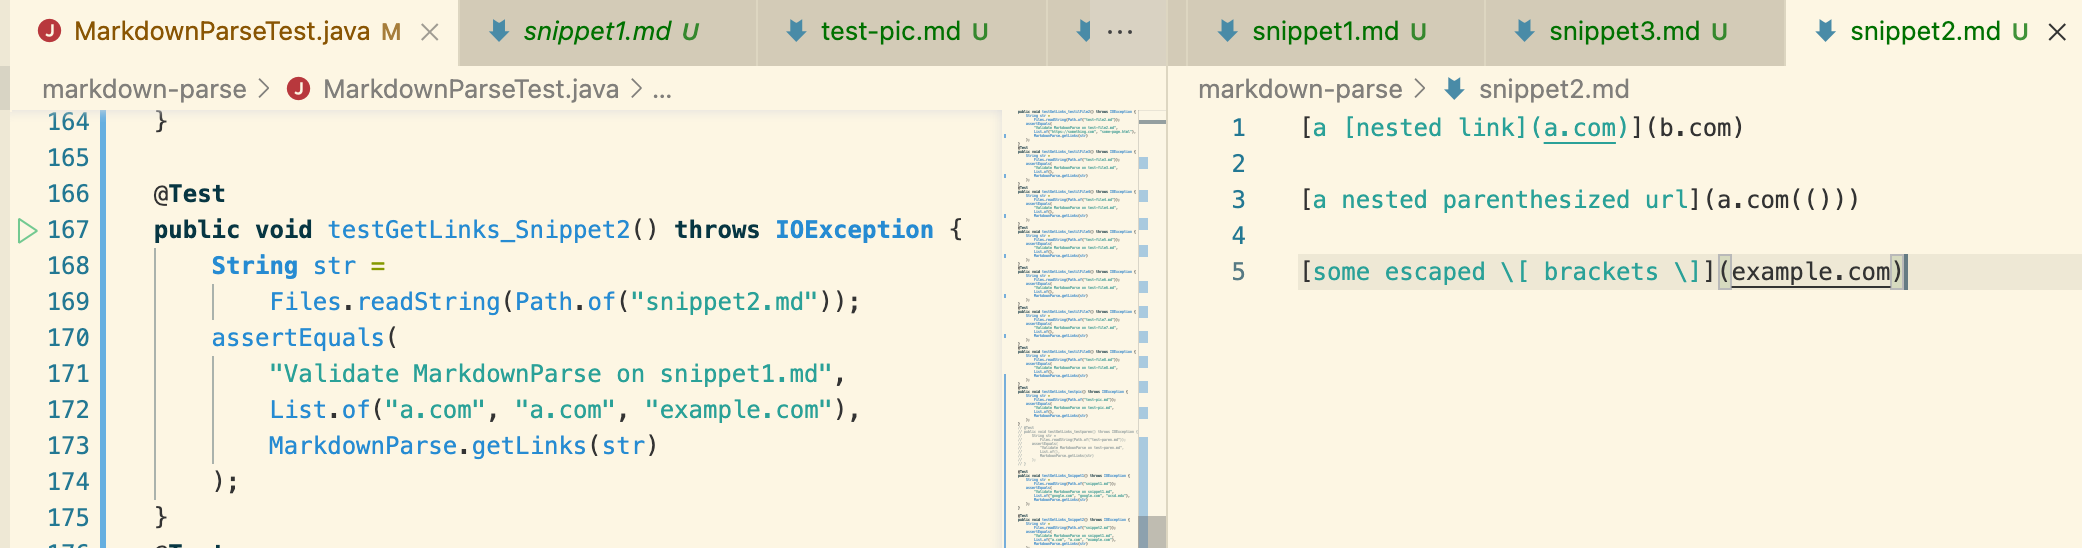 MarkdownParseTest.java M
snippet1.md U
test-pic.md U
...
snippet1.md U
snippet3.md U
snippet2.md U
markdown-parse > MarkdownParseTest.java > ...
164 }
165
166 @Test
167 public void testGetLinks_Snippet2() throws IOException {
168 String str =
169 Files.readString(Path.of("snippet2.md"));
170 assertEquals(
171 "Validate MarkdownParse on snippet1.md",
172 List.of("a.com", "a.com", "example.com"),
173 MarkdownParse.getLinks(str)
174 );
175 }
markdown-parse > snippet2.md
1 [a [nested link](a.com)](b.com)
2
3 [a nested parenthesized url](a.com(()))
4
5 [some escaped \[ brackets \]](example.com)